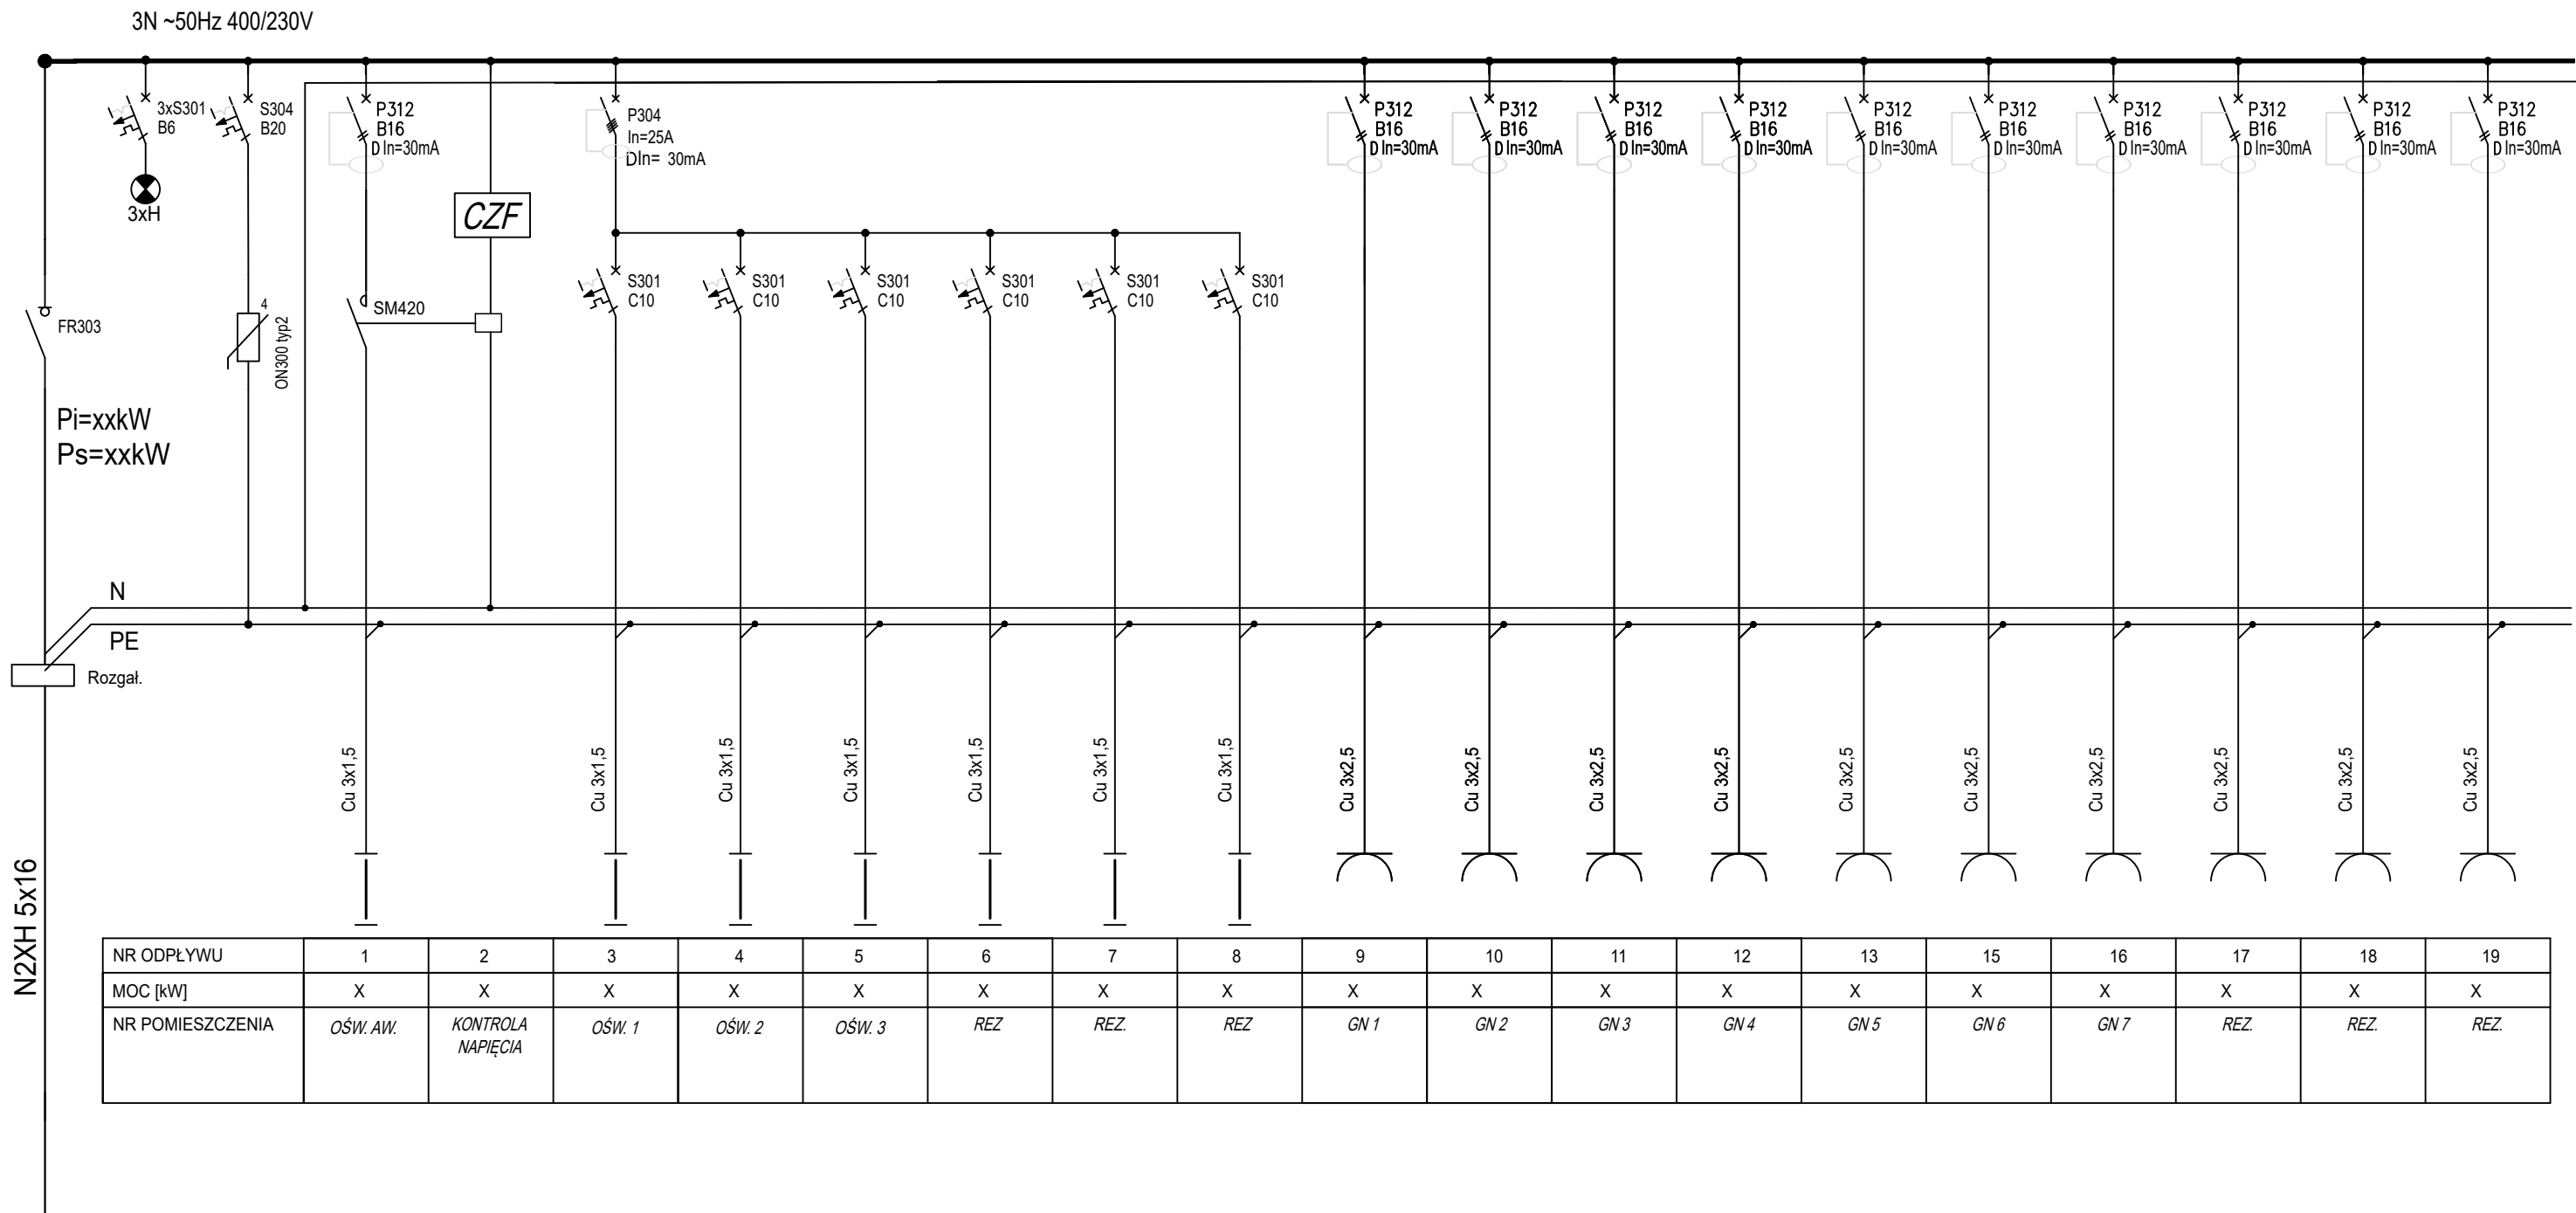 3N ~50Hz 400/230V
3xS301
B6
3xH
S304
B20
P312
B16
D In=30mA
CZF
P304
In=25A
DIn= 30mA
P312
B16
D In=30mA
P312
B16
D In=30mA
P312
B16
D In=30mA
P312
B16
D In=30mA
P312
B16
D In=30mA
P312
B16
D In=30mA
P312
B16
D In=30mA
P312
B16
D In=30mA
P312
B16
D In=30mA
P312
B16
D In=30mA
FR303
4
ON300 typ2
SM420
S301
C10
S301
C10
S301
C10
S301
C10
S301
C10
S301
C10
Pi=xxkW
Ps=xxkW
N
PE
Rozgał.
N2XH 5x16
Cu 3x1,5
Cu 3x1,5
Cu 3x1,5
Cu 3x1,5
Cu 3x1,5
Cu 3x1,5
Cu 3x1,5
Cu 3x2,5
Cu 3x2,5
Cu 3x2,5
Cu 3x2,5
Cu 3x2,5
Cu 3x2,5
Cu 3x2,5
Cu 3x2,5
Cu 3x2,5
Cu 3x2,5
NR ODPŁYWU 1 2 3 4 5 6 7 8 9 10 11 12 13 15 16 17 18 19
MOC [kW] X X X X X X X X X X X X X X X X X X
NR POMIESZCZENIA OŚW. AW. KONTROLA OŚW. 1 OŚW. 2 OŚW. 3 REZ REZ. REZ GN 1 GN 2 GN 3 GN 4 GN 5 GN 6 GN 7 REZ. REZ. REZ.
NAPIĘCIA